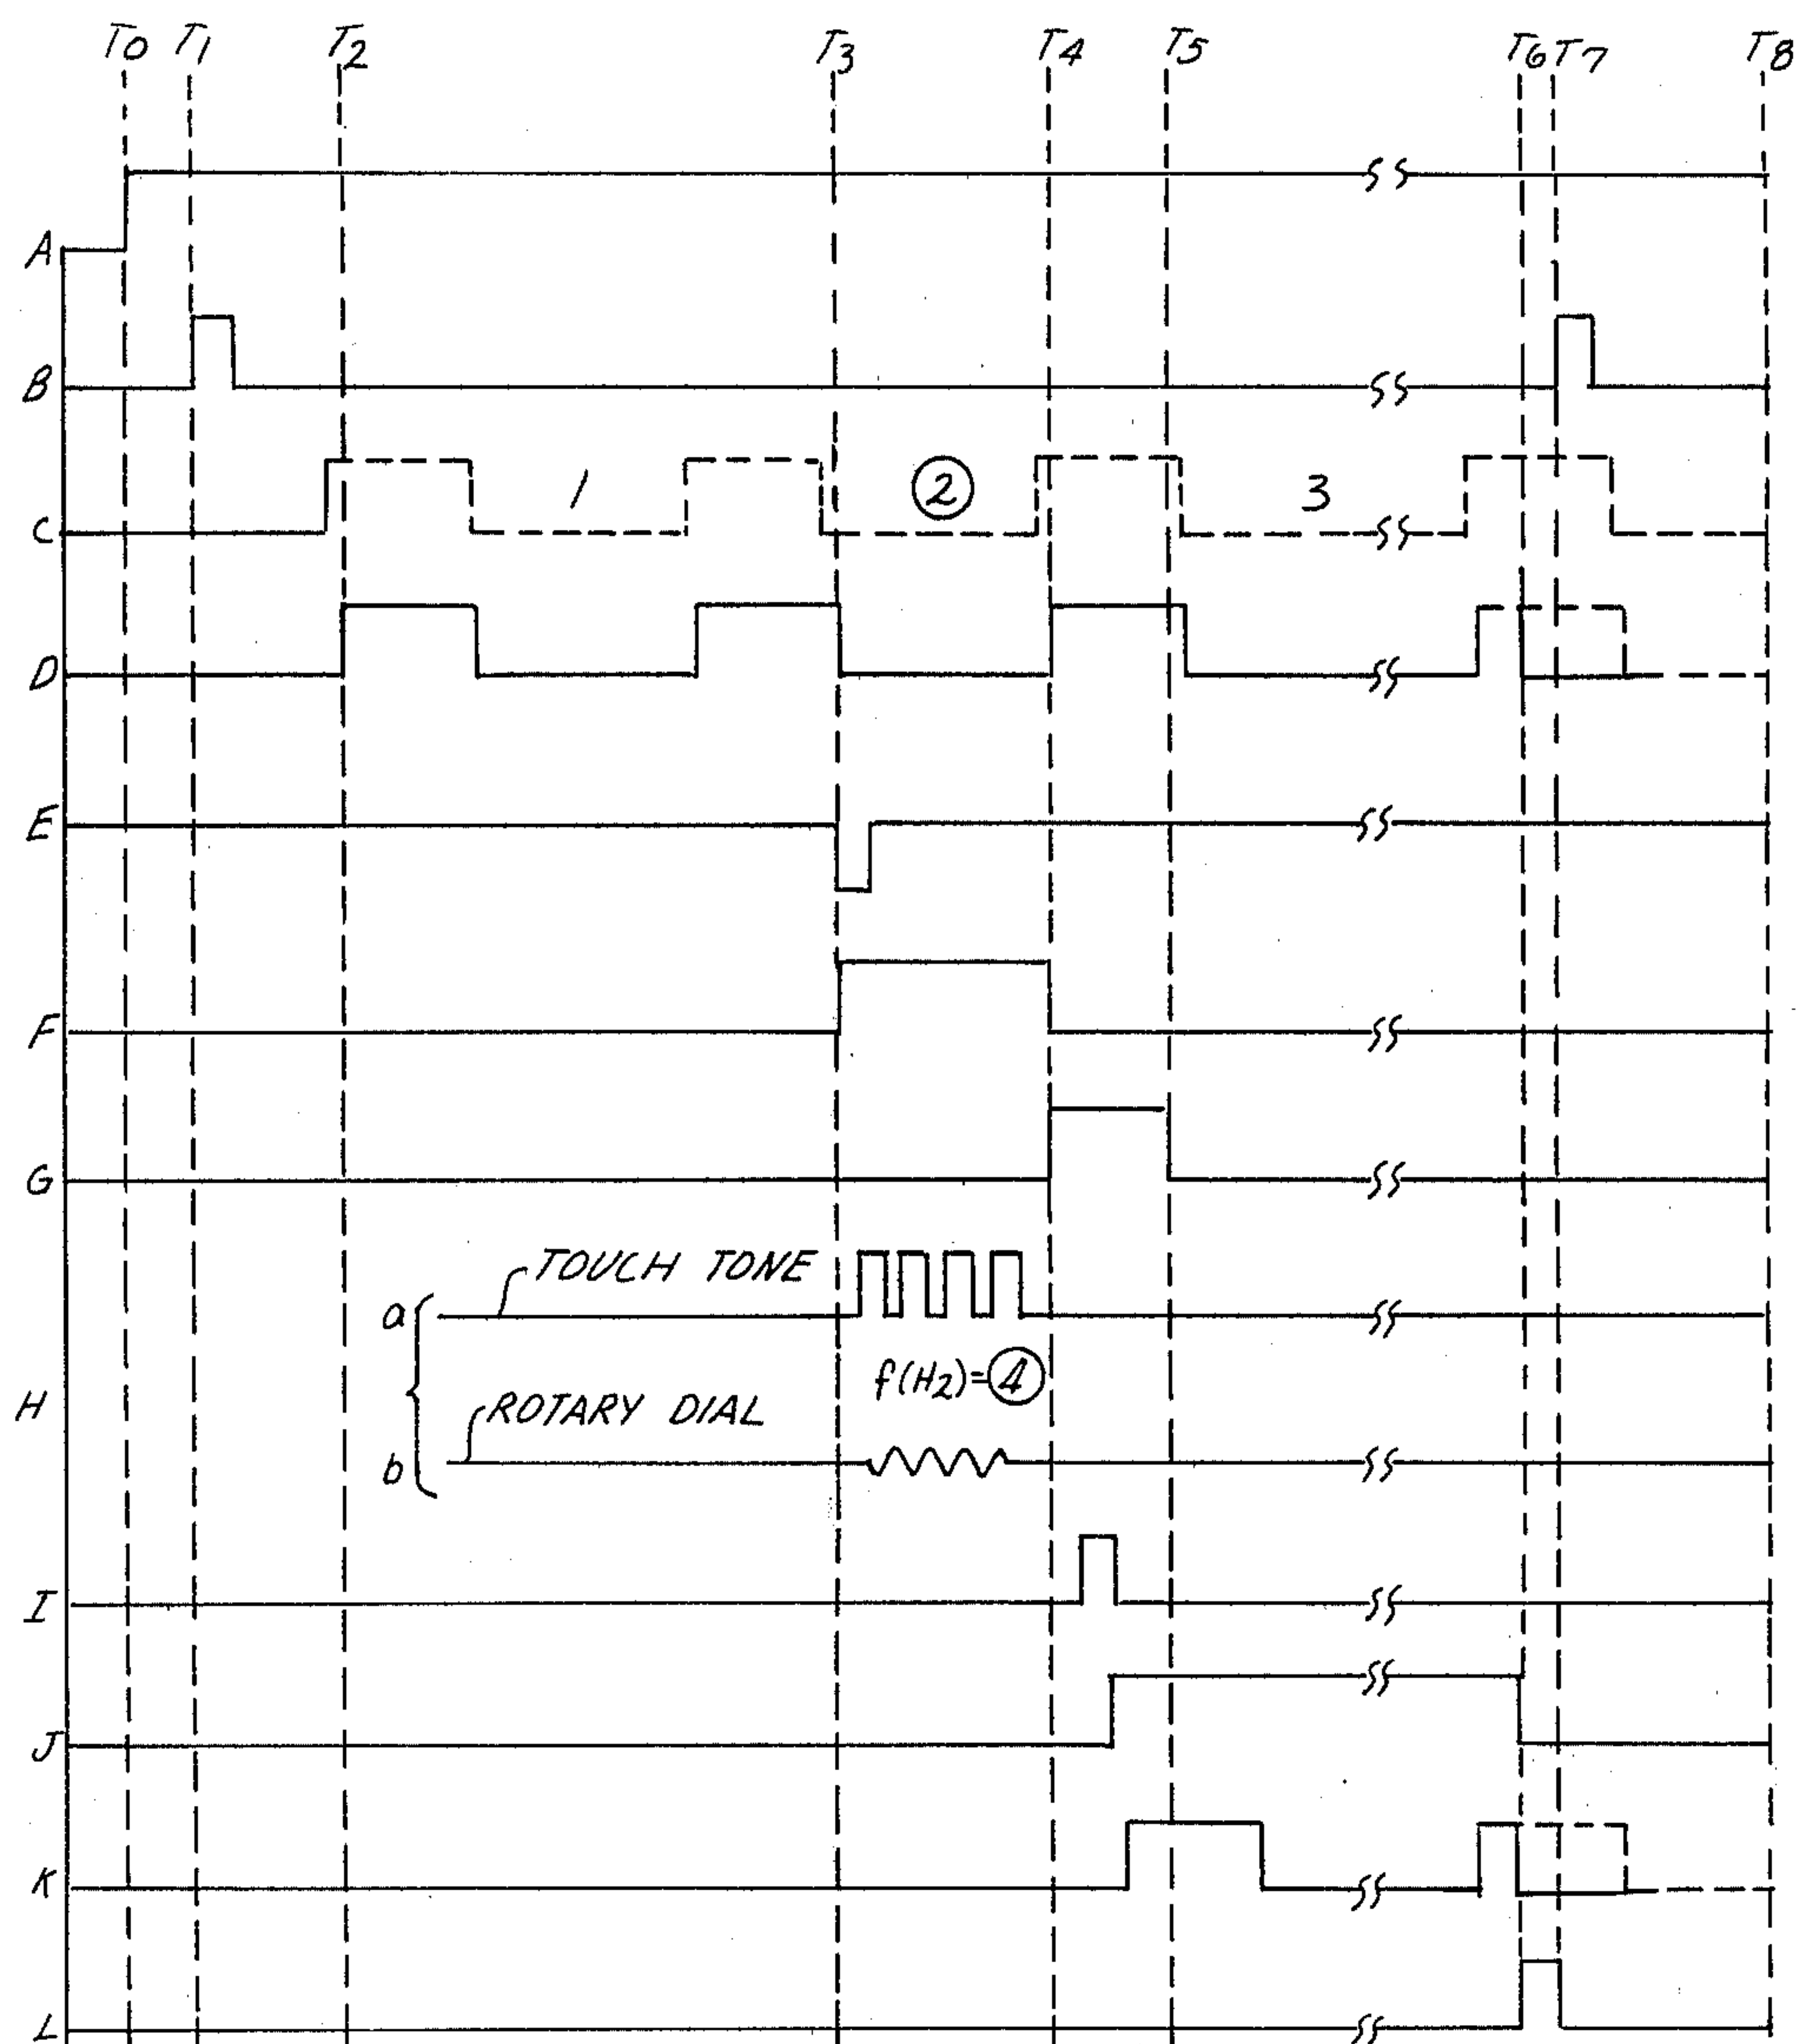 T0 T1 T2 T3 T4 T5 T6 T7 T8
A
B
C 1 2 3
D
E
F
G
a TOUCH TONE
f(H2)=4
H
b ROTARY DIAL
I
J
K
L